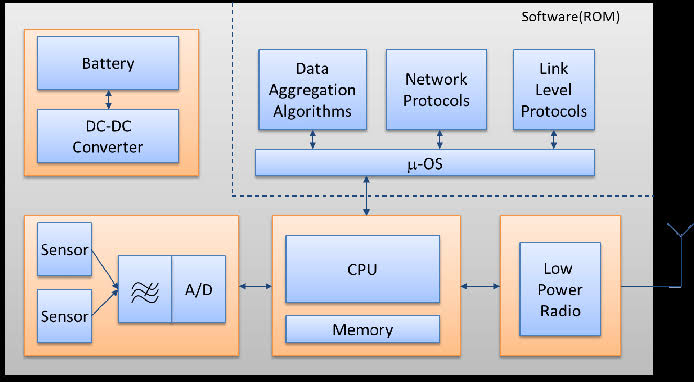 Software(ROM)
Battery
DC-DC
Converter
Data
Aggregation
Algorithms
Network
Protocols
Link
Level
Protocols
μ-OS
Sensor
Sensor
A/D
CPU
Memory
Low
Power
Radio